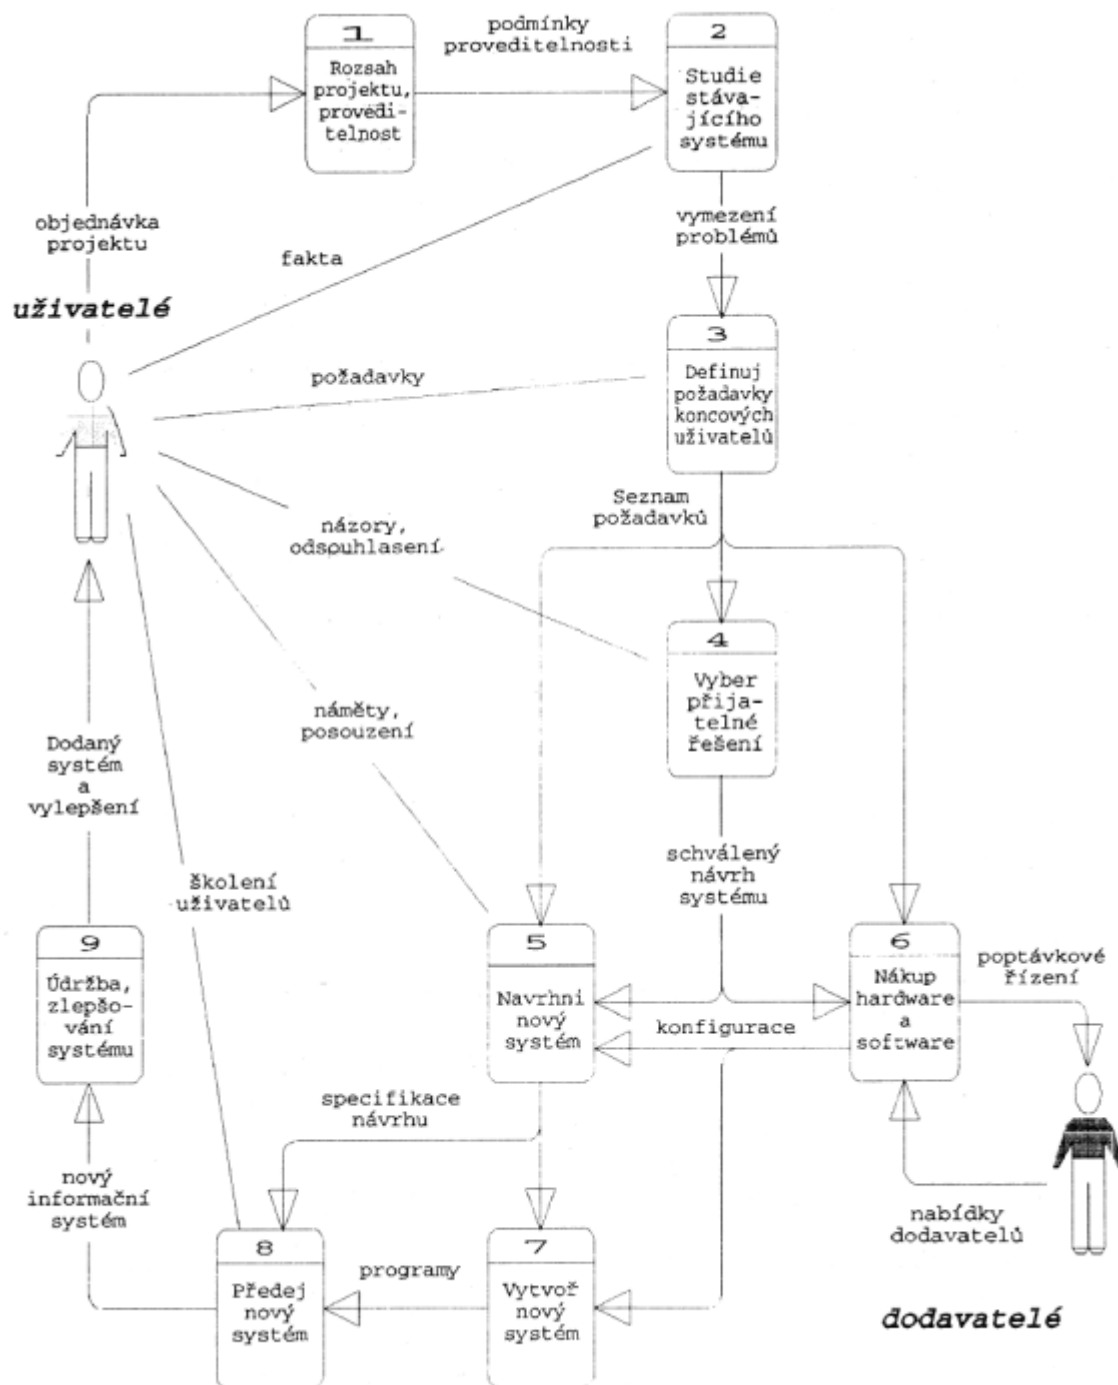 1
Rozsah
projektu,
provedi-
telnost
podmínky
proveditelnosti
2
Studie
stáva-
jícího
systému
objednávka
projektu
fakta
vymezení
problémů
uživatelé
3
Definuj
požadavky
koncových
uživatelů
požadavky
Seznam
požadavků
názory,
odsouhlasení
4
Vyber
přija-
telné
řešení
náměty,
posouzení
Dodaný
systém
a
vylepšení
schválený
návrh
systému
školení
uživatelů
9
Údržba,
zlepšo-
vání
systému
5
Navrhni
nový
systém
6
Nákup
hardware
a
software
poptávkové
řízení
konfigurace
specifikace
návrhu
nový
informační
systém
nabídky
dodavatelů
8
Předej
nový
systém
programy
7
Vytvoř
nový
systém
dodavatelé